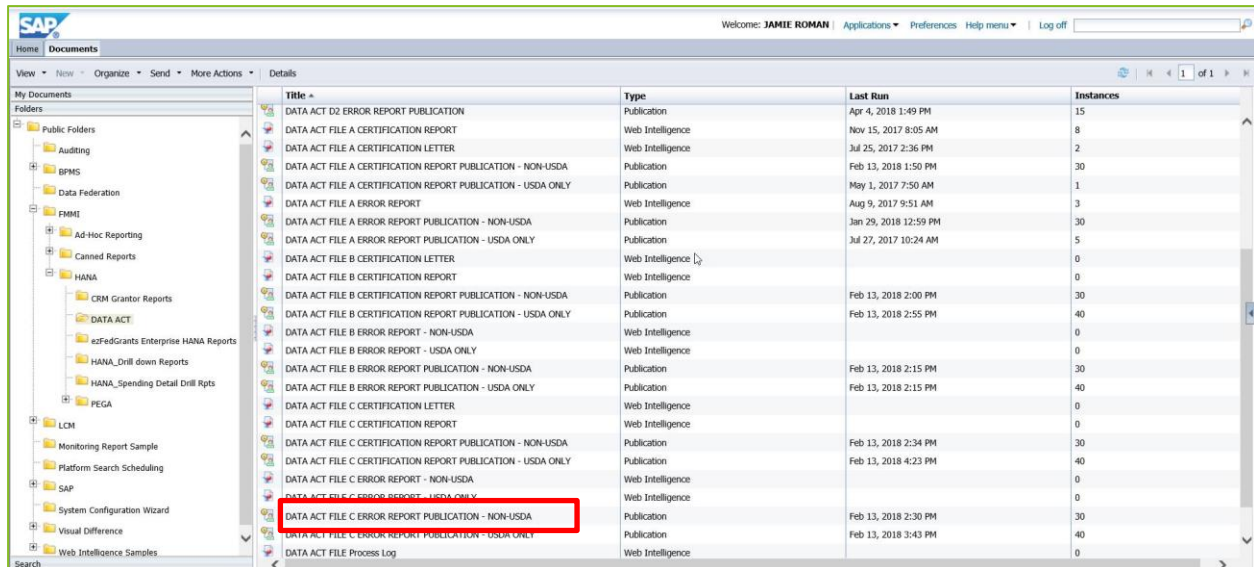 SAP
Welcome: JAMIE ROMAN | Applications Preferences Help menu | Log off
Home Documents
View New Organize Send More Actions Details 1 of 1
My Documents
Folders
Public Folders
Auditing
BPMS
Data Federation
FMMI
Ad-Hoc Reporting
Canned Reports
HANA
CRM Grantor Reports
DATA ACT
ezFedGrants Enterprise HANA Reports
HANA_Drill down Reports
HANA_Spending Detail Drill Rpts
PEGA
LCM
Monitoring Report Sample
Platform Search Scheduling
SAP
System Configuration Wizard
Visual Difference
Web Intelligence Samples
Search
Title Type Last Run Instances
DATA ACT D2 ERROR REPORT PUBLICATION Publication Apr 4, 2018 1:49 PM 15
DATA ACT FILE A CERTIFICATION REPORT Web Intelligence Nov 15, 2017 8:05 AM 8
DATA ACT FILE A CERTIFICATION LETTER Web Intelligence Jul 25, 2017 2:36 PM 2
DATA ACT FILE A CERTIFICATION REPORT PUBLICATION - NON-USDA Publication Feb 13, 2018 1:50 PM 30
DATA ACT FILE A CERTIFICATION REPORT PUBLICATION - USDA ONLY Publication May 1, 2017 7:50 AM 1
DATA ACT FILE A ERROR REPORT Web Intelligence Aug 9, 2017 9:51 AM 3
DATA ACT FILE A ERROR REPORT PUBLICATION - NON-USDA Publication Jan 29, 2018 12:59 PM 30
DATA ACT FILE A ERROR REPORT PUBLICATION - USDA ONLY Publication Jul 27, 2017 10:24 AM 5
DATA ACT FILE B CERTIFICATION LETTER Web Intelligence 0
DATA ACT FILE B CERTIFICATION REPORT Web Intelligence 0
DATA ACT FILE B CERTIFICATION REPORT PUBLICATION - NON-USDA Publication Feb 13, 2018 2:00 PM 30
DATA ACT FILE B CERTIFICATION REPORT PUBLICATION - USDA ONLY Publication Feb 13, 2018 2:55 PM 40
DATA ACT FILE B ERROR REPORT - NON-USDA Web Intelligence 0
DATA ACT FILE B ERROR REPORT - USDA ONLY Web Intelligence 0
DATA ACT FILE B ERROR REPORT PUBLICATION - NON-USDA Publication Feb 13, 2018 2:15 PM 30
DATA ACT FILE B ERROR REPORT PUBLICATION - USDA ONLY Publication Feb 13, 2018 2:15 PM 40
DATA ACT FILE C CERTIFICATION LETTER Web Intelligence 0
DATA ACT FILE C CERTIFICATION REPORT Web Intelligence 0
DATA ACT FILE C CERTIFICATION REPORT PUBLICATION - NON-USDA Publication Feb 13, 2018 2:34 PM 30
DATA ACT FILE C CERTIFICATION REPORT PUBLICATION - USDA ONLY Publication Feb 13, 2018 4:23 PM 40
DATA ACT FILE C ERROR REPORT - NON-USDA Web Intelligence 0
DATA ACT FILE C ERROR REPORT - USDA ONLY Web Intelligence 0
DATA ACT FILE C ERROR REPORT PUBLICATION - NON-USDA Publication Feb 13, 2018 2:30 PM 30
DATA ACT FILE C ERROR REPORT PUBLICATION - USDA ONLY Publication Feb 13, 2018 3:43 PM 40
DATA ACT FILE Process Log Web Intelligence 0